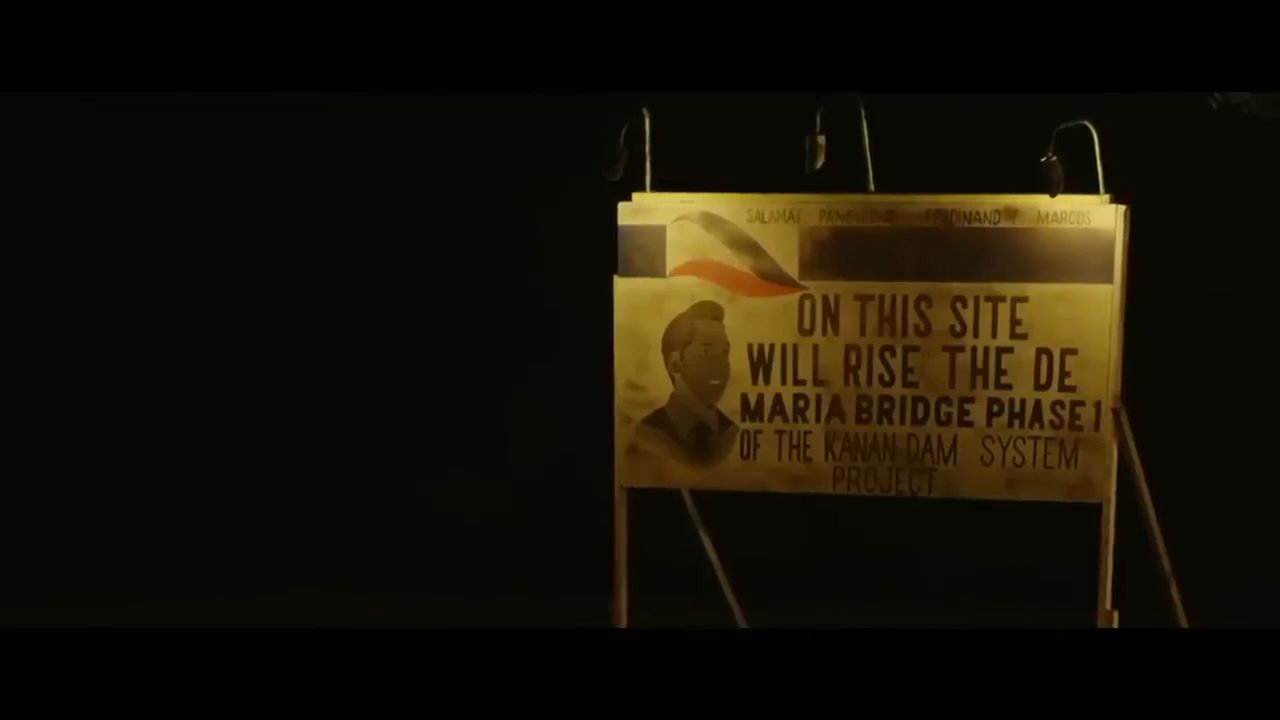 SALAMAT FERDINAND MARCOS
ON THIS SITE
WILL RISE THE DE
MARIA BRIDGE PHASE 1
OF THE KANAN DAM SYSTEM
PROJECT